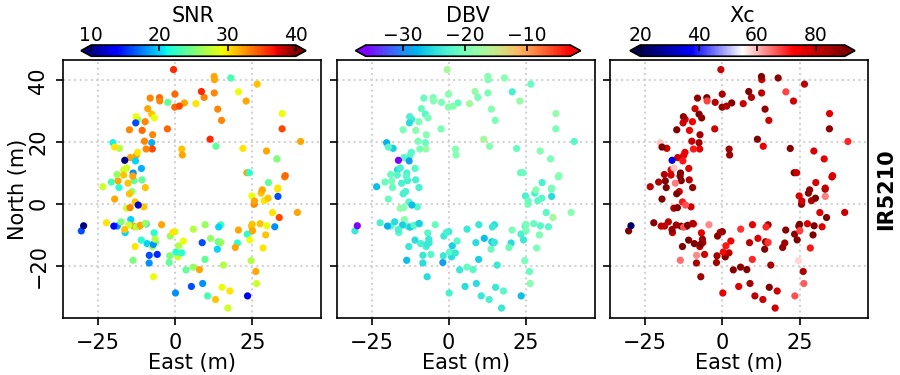 SNR DBV Xc
10 20 30 40 −30 −20 −10 20 40 60 80
40
20
0
−20
North (m)
IR5210
−25 0 25 −25 0 25 −25 0 25
East (m) East (m) East (m)